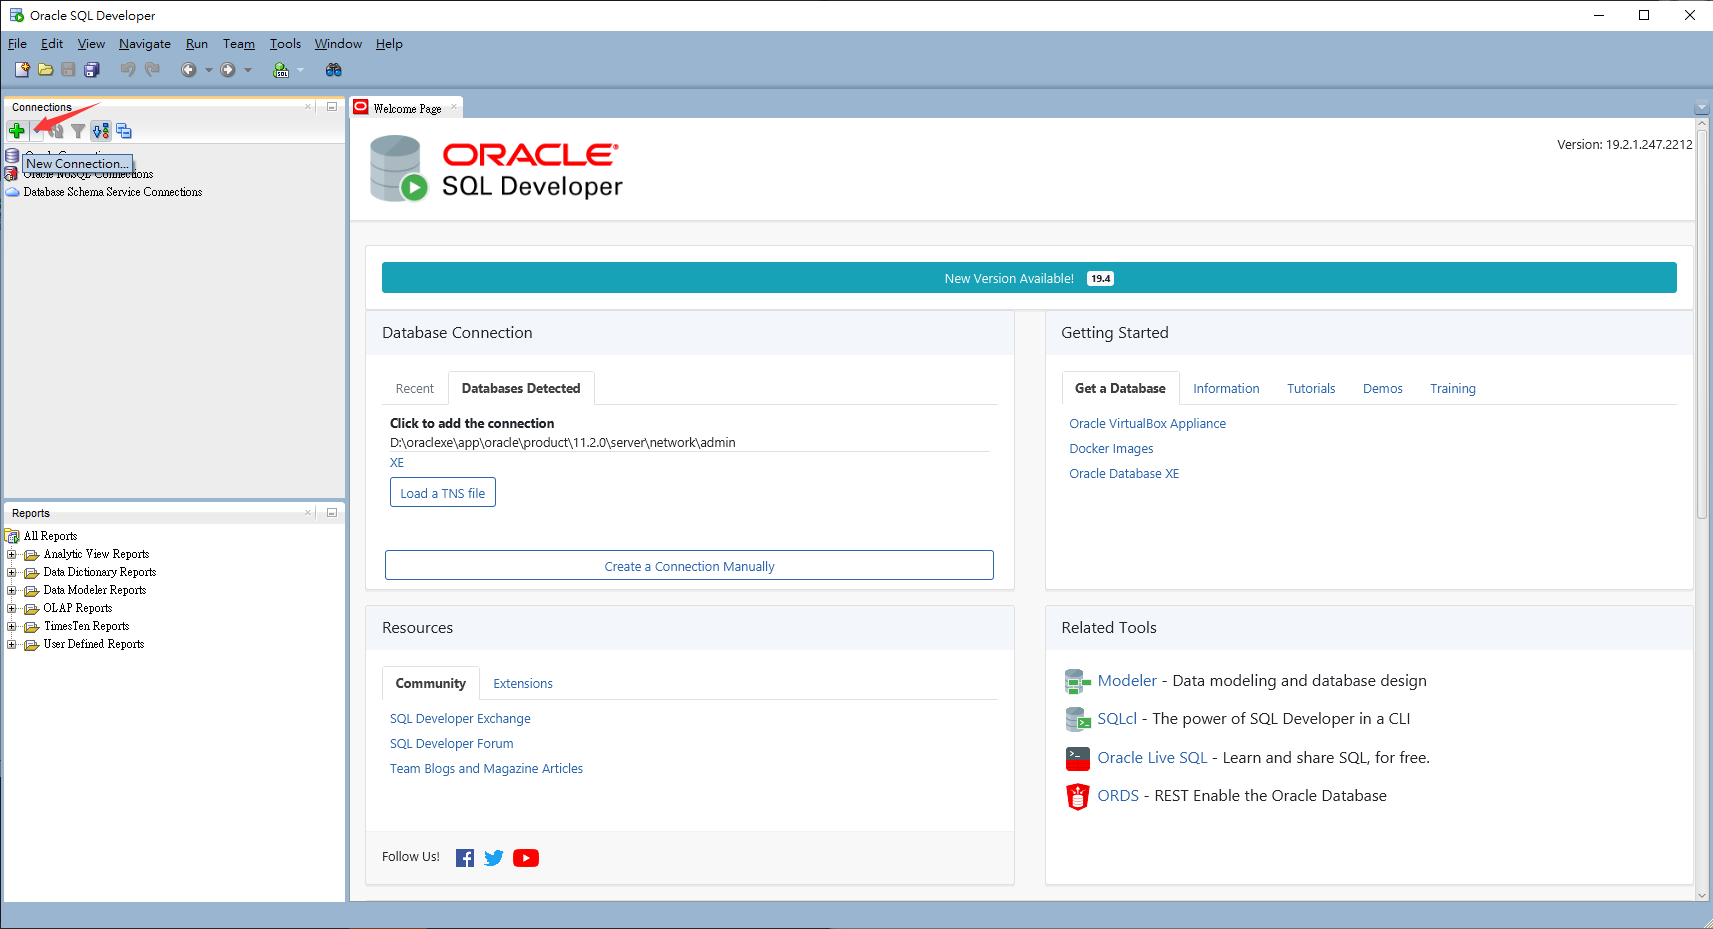 Oracle SQL Developer
File Edit View Navigate Run Team Tools Window Help
SQL
Connections
New Connection...
Oracle NoSQL Connections
Database Schema Service Connections
Reports
All Reports
Analytic View Reports
Data Dictionary Reports
Data Modeler Reports
OLAP Reports
TimesTen Reports
User Defined Reports
Welcome Page
ORACLE®
SQL Developer
Version: 19.2.1.247.2212
New Version Available! 19.4
Database Connection
Recent Databases Detected
Click to add the connection
D:\oraclexe\app\oracle\product\11.2.0\server\network\admin
XE
Load a TNS file
Create a Connection Manually
Getting Started
Get a Database Information Tutorials Demos Training
Oracle VirtualBox Appliance
Docker Images
Oracle Database XE
Resources
Community Extensions
SQL Developer Exchange
SQL Developer Forum
Team Blogs and Magazine Articles
Follow Us!
Related Tools
Modeler - Data modeling and database design
SQLcl - The power of SQL Developer in a CLI
Oracle Live SQL - Learn and share SQL, for free.
ORDS - REST Enable the Oracle Database